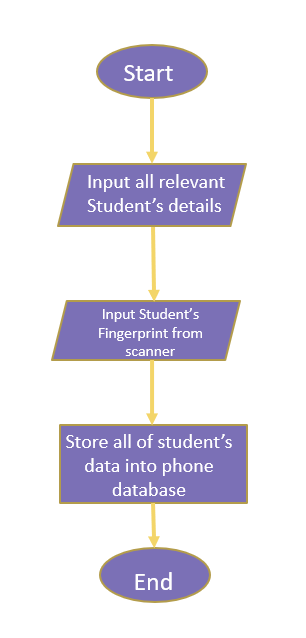 Start
Input all relevant
Student's details
Input Student's
Fingerprint from
scanner
Store all of student's
data into phone
database
End